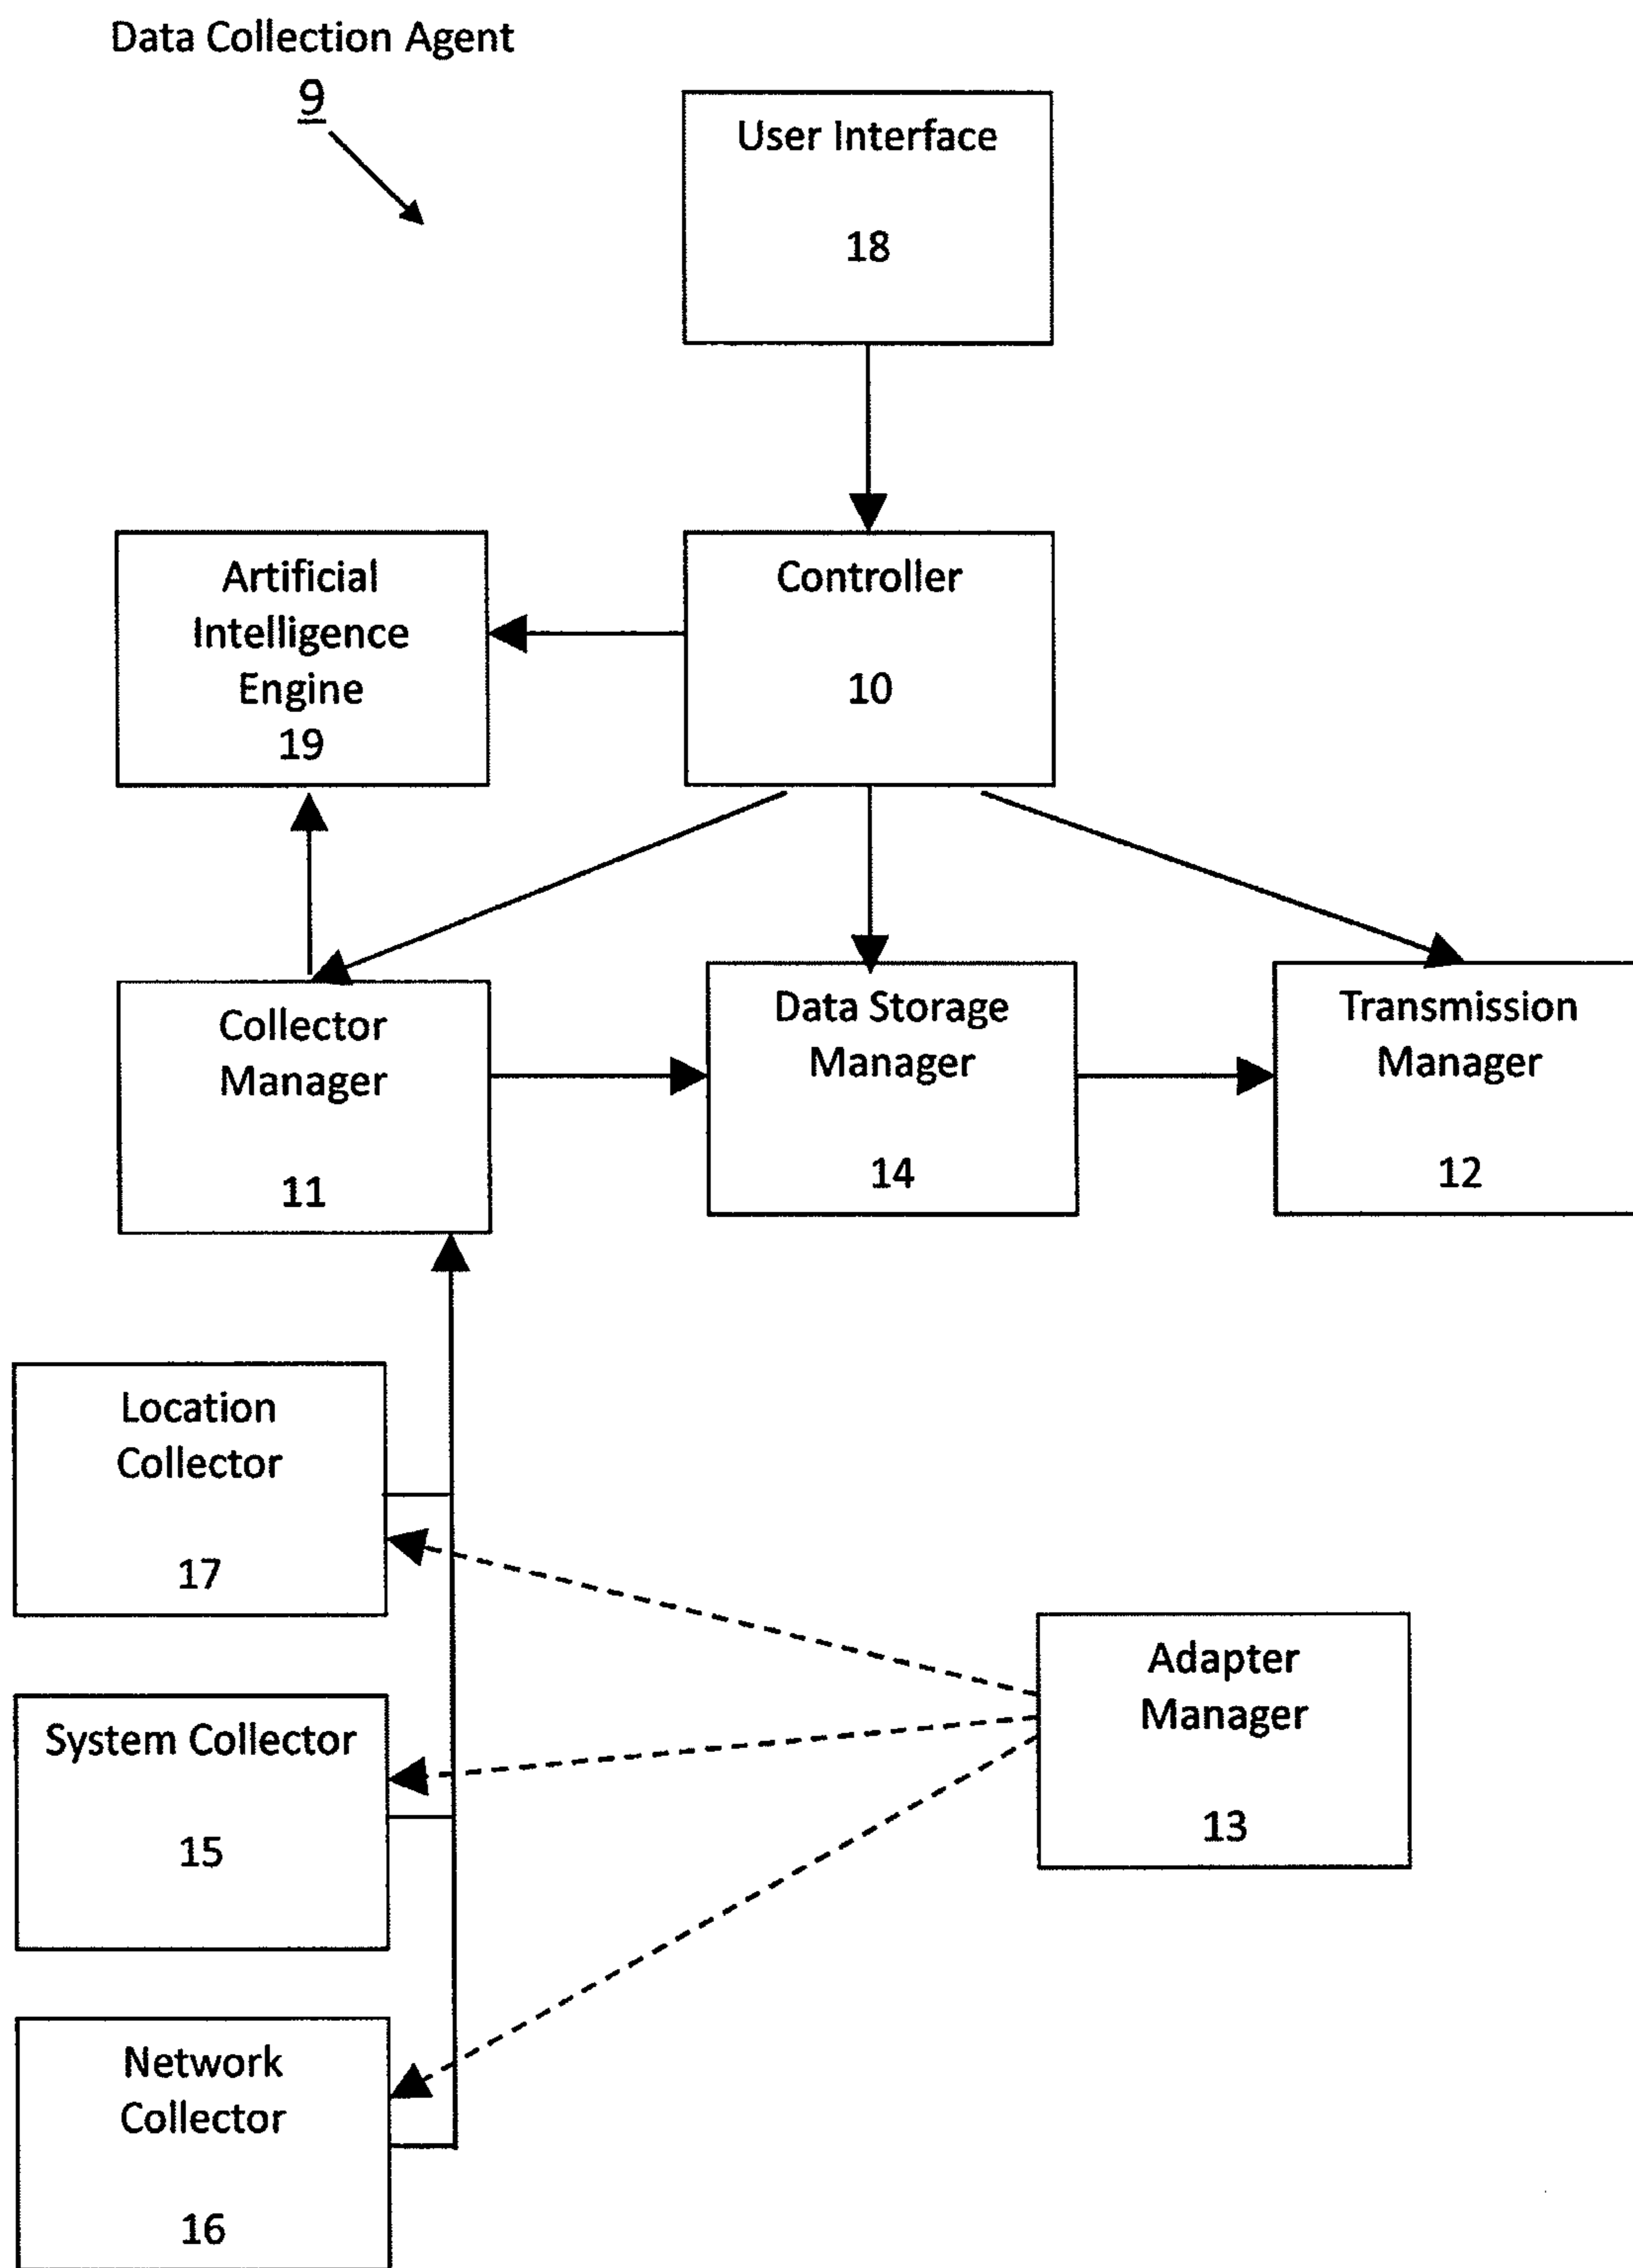 Data Collection Agent
9
User Interface
18
Artificial
Intelligence
Engine
19
Controller
10
Collector
Manager
11
Data Storage
Manager
14
Transmission
Manager
12
Location
Collector
17
Adapter
Manager
13
System Collector
15
Network
Collector
16